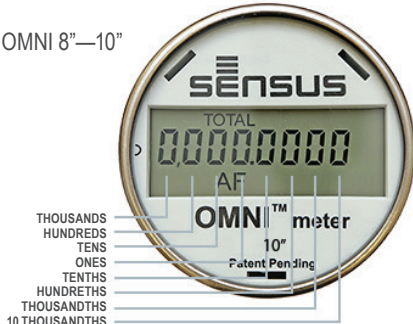 OMNI 8”—10”
sensus
TOTAL
0,000.0000
AF
OMNI™ meter
10"
Patent Pending
THOUSANDS
HUNDREDS
TENS
ONES
TENTHS
HUNDRETHS
THOUSANDTHS
10 THOUSANDTHS